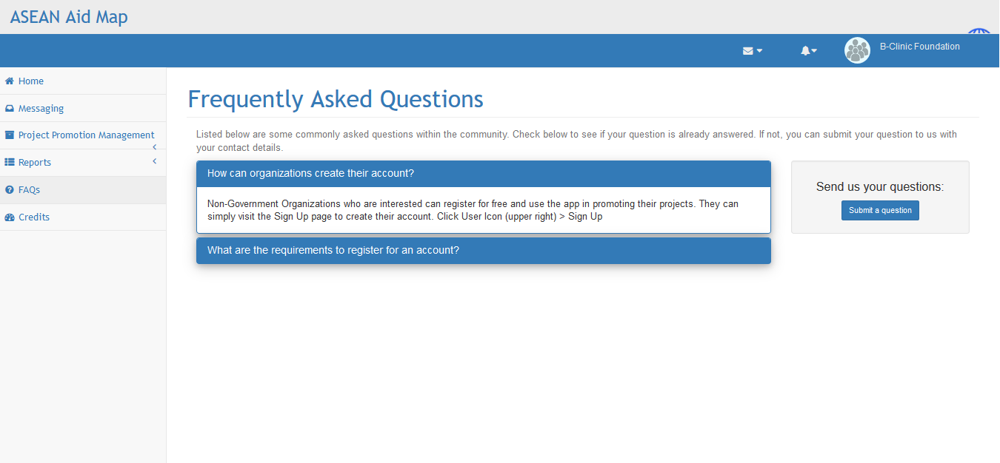 ASEAN Aid Map
B-Clinic Foundation
Home
Messaging
Project Promotion Management
Reports
FAQs
Credits
Frequently Asked Questions
Listed below are some commonly asked questions within the community. Check below to see if your question is already answered. If not, you can submit your question to us with
your contact details.
How can organizations create their account?
Non-Government Organizations who are interested can register for free and use the app in promoting their projects. They can
simply visit the Sign Up page to create their account. Click User Icon (upper right) > Sign Up
What are the requirements to register for an account?
Send us your questions:
Submit a question